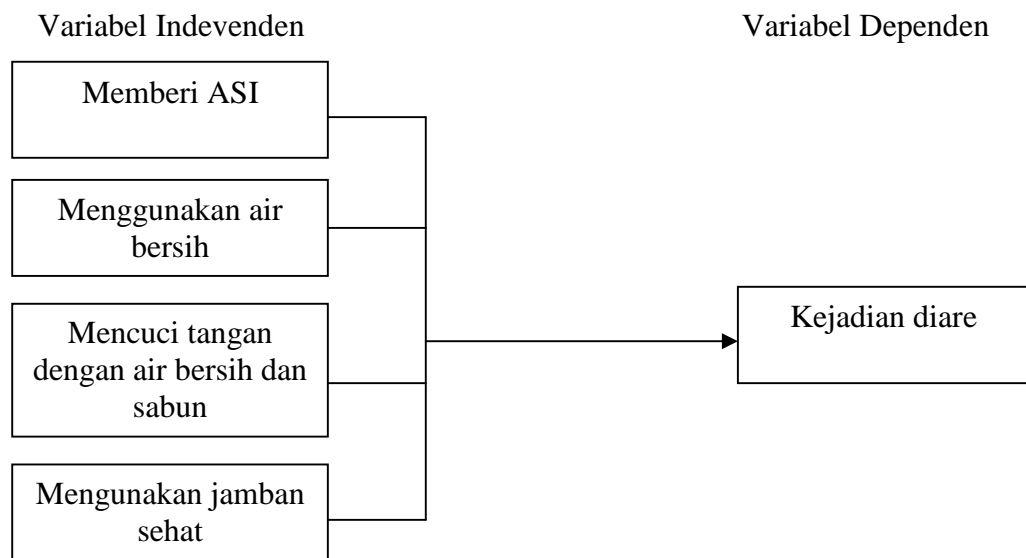 Variabel Indevenden
Variabel Dependen
Memberi ASI
Menggunakan air
bersih
Mencuci tangan
dengan air bersih dan
sabun
Mengunakan jamban
sehat
Kejadian diare